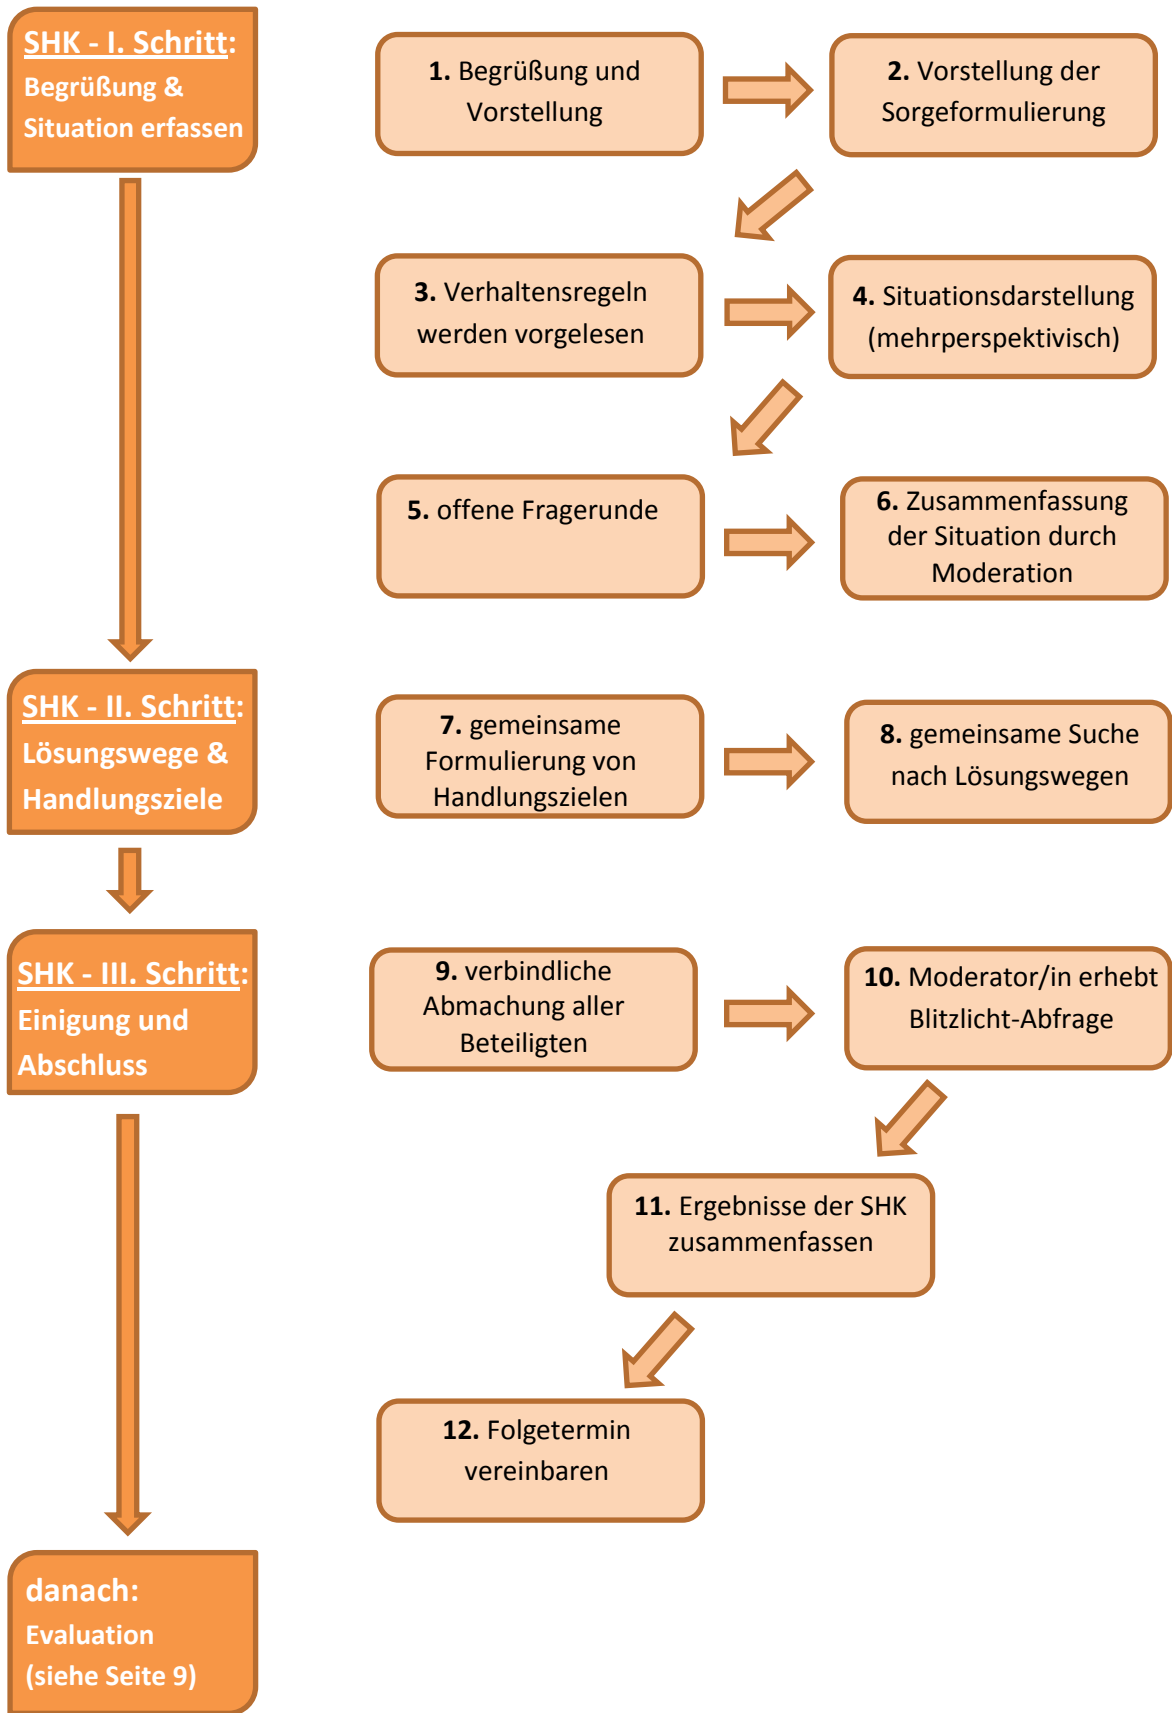 SHK - I. Schritt:
Begrüßung &
Situation erfassen
1. Begrüßung und
Vorstellung
2. Vorstellung der
Sorgeformulierung
3. Verhaltensregeln
werden vorgelesen
4. Situationsdarstellung
(mehrperspektivisch)
5. offene Fragerunde
6. Zusammenfassung
der Situation durch
Moderation
SHK - II. Schritt:
Lösungswege &
Handlungsziele
7. gemeinsame
Formulierung von
Handlungszielen
8. gemeinsame Suche
nach Lösungswegen
SHK - III. Schritt:
Einigung und
Abschluss
9. verbindliche
Abmachung aller
Beteiligten
10. Moderator/in erhebt
Blitzlicht-Abfrage
11. Ergebnisse der SHK
zusammenfassen
12. Folgetermin
vereinbaren
danach:
Evaluation
(siehe Seite 9)